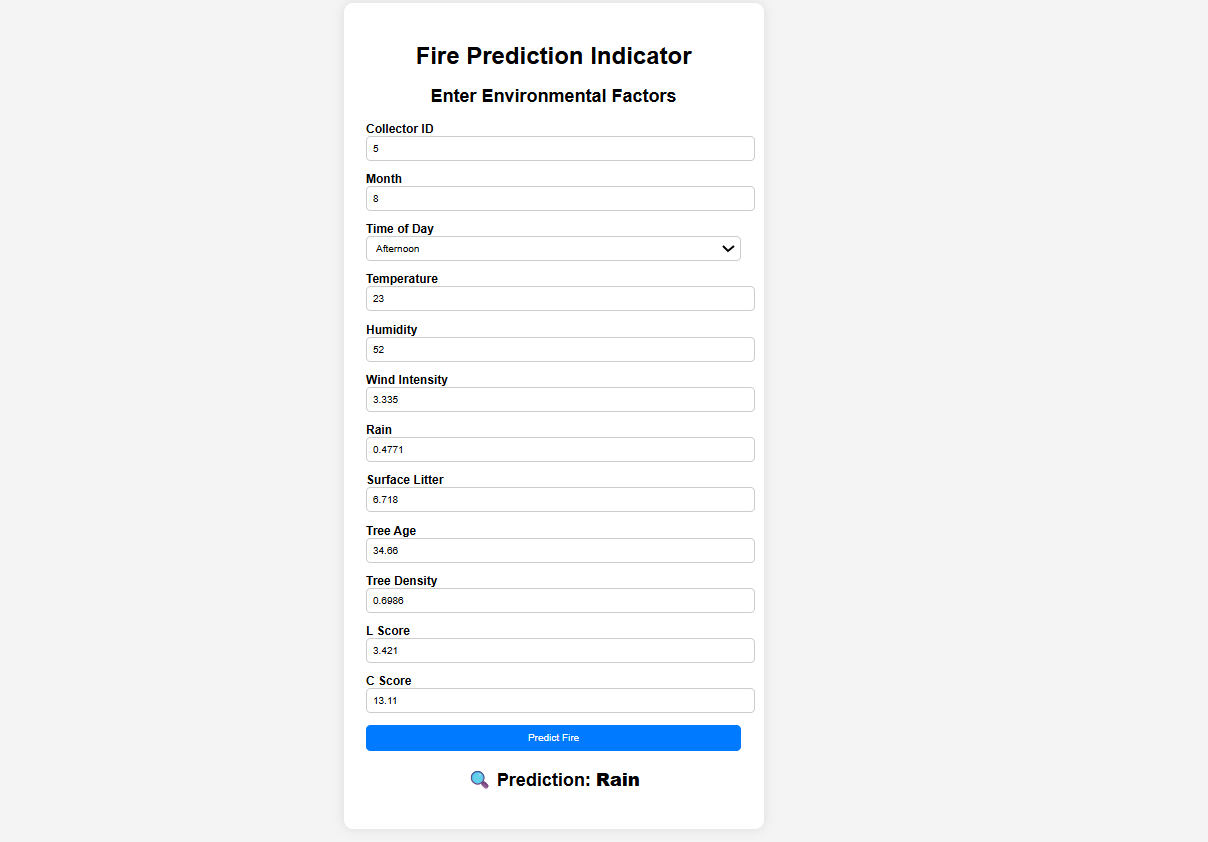 Fire Prediction Indicator
Enter Environmental Factors
Collector ID
5
Month
8
Time of Day
Afternoon
Temperature
23
Humidity
52
Wind Intensity
3.335
Rain
0.4771
Surface Litter
6.718
Tree Age
34.66
Tree Density
0.6986
L Score
3.421
C Score
13.11
Predict Fire
Prediction: Rain